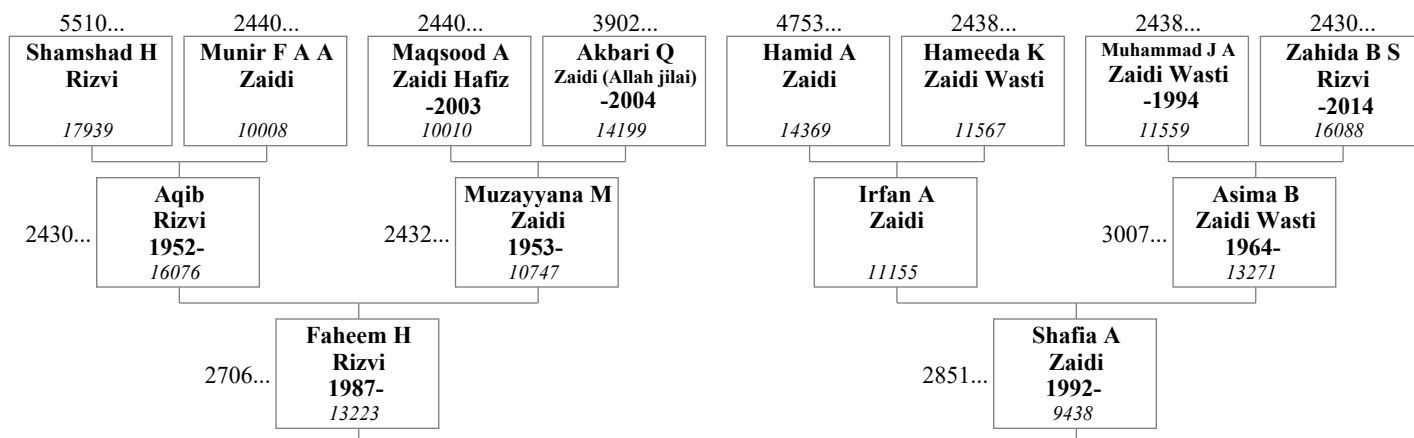 5510... 2440... 2440... 3902... 4753... 2438... 2438... 2430...
Shamshad H
Rizvi
17939
Munir F A A
Zaidi
10008
Maqsood A
Zaidi Hafiz
-2003
10010
Akbari Q
Zaidi (Allah jilai)
-2004
14199
Hamid A
Zaidi
14369
Hameeda K
Zaidi Wasti
11567
Muhammad J A
Zaidi Wasti
-1994
11559
Zahida B S
Rizvi
-2014
16088
2430...
Aqib
Rizvi
1952-
16076
2432...
Muzayyana M
Zaidi
1953-
10747
Irfan A
Zaidi
11155
3007...
Asima B
Zaidi Wasti
1964-
13271
2706...
Faheem H
Rizvi
1987-
13223
2851...
Shafia A
Zaidi
1992-
9438